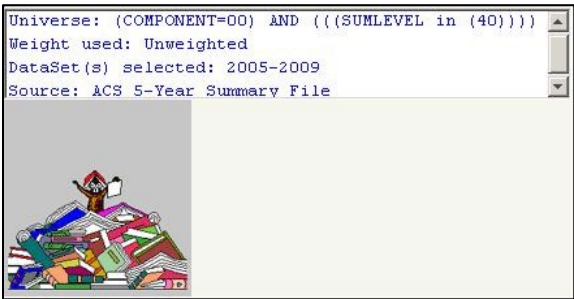 Universe: (COMPONENT=00) AND (((SUMLEVEL in (40))))
Weight used: Unweighted
DataSet(s) selected: 2005-2009
Source: ACS 5-Year Summary File